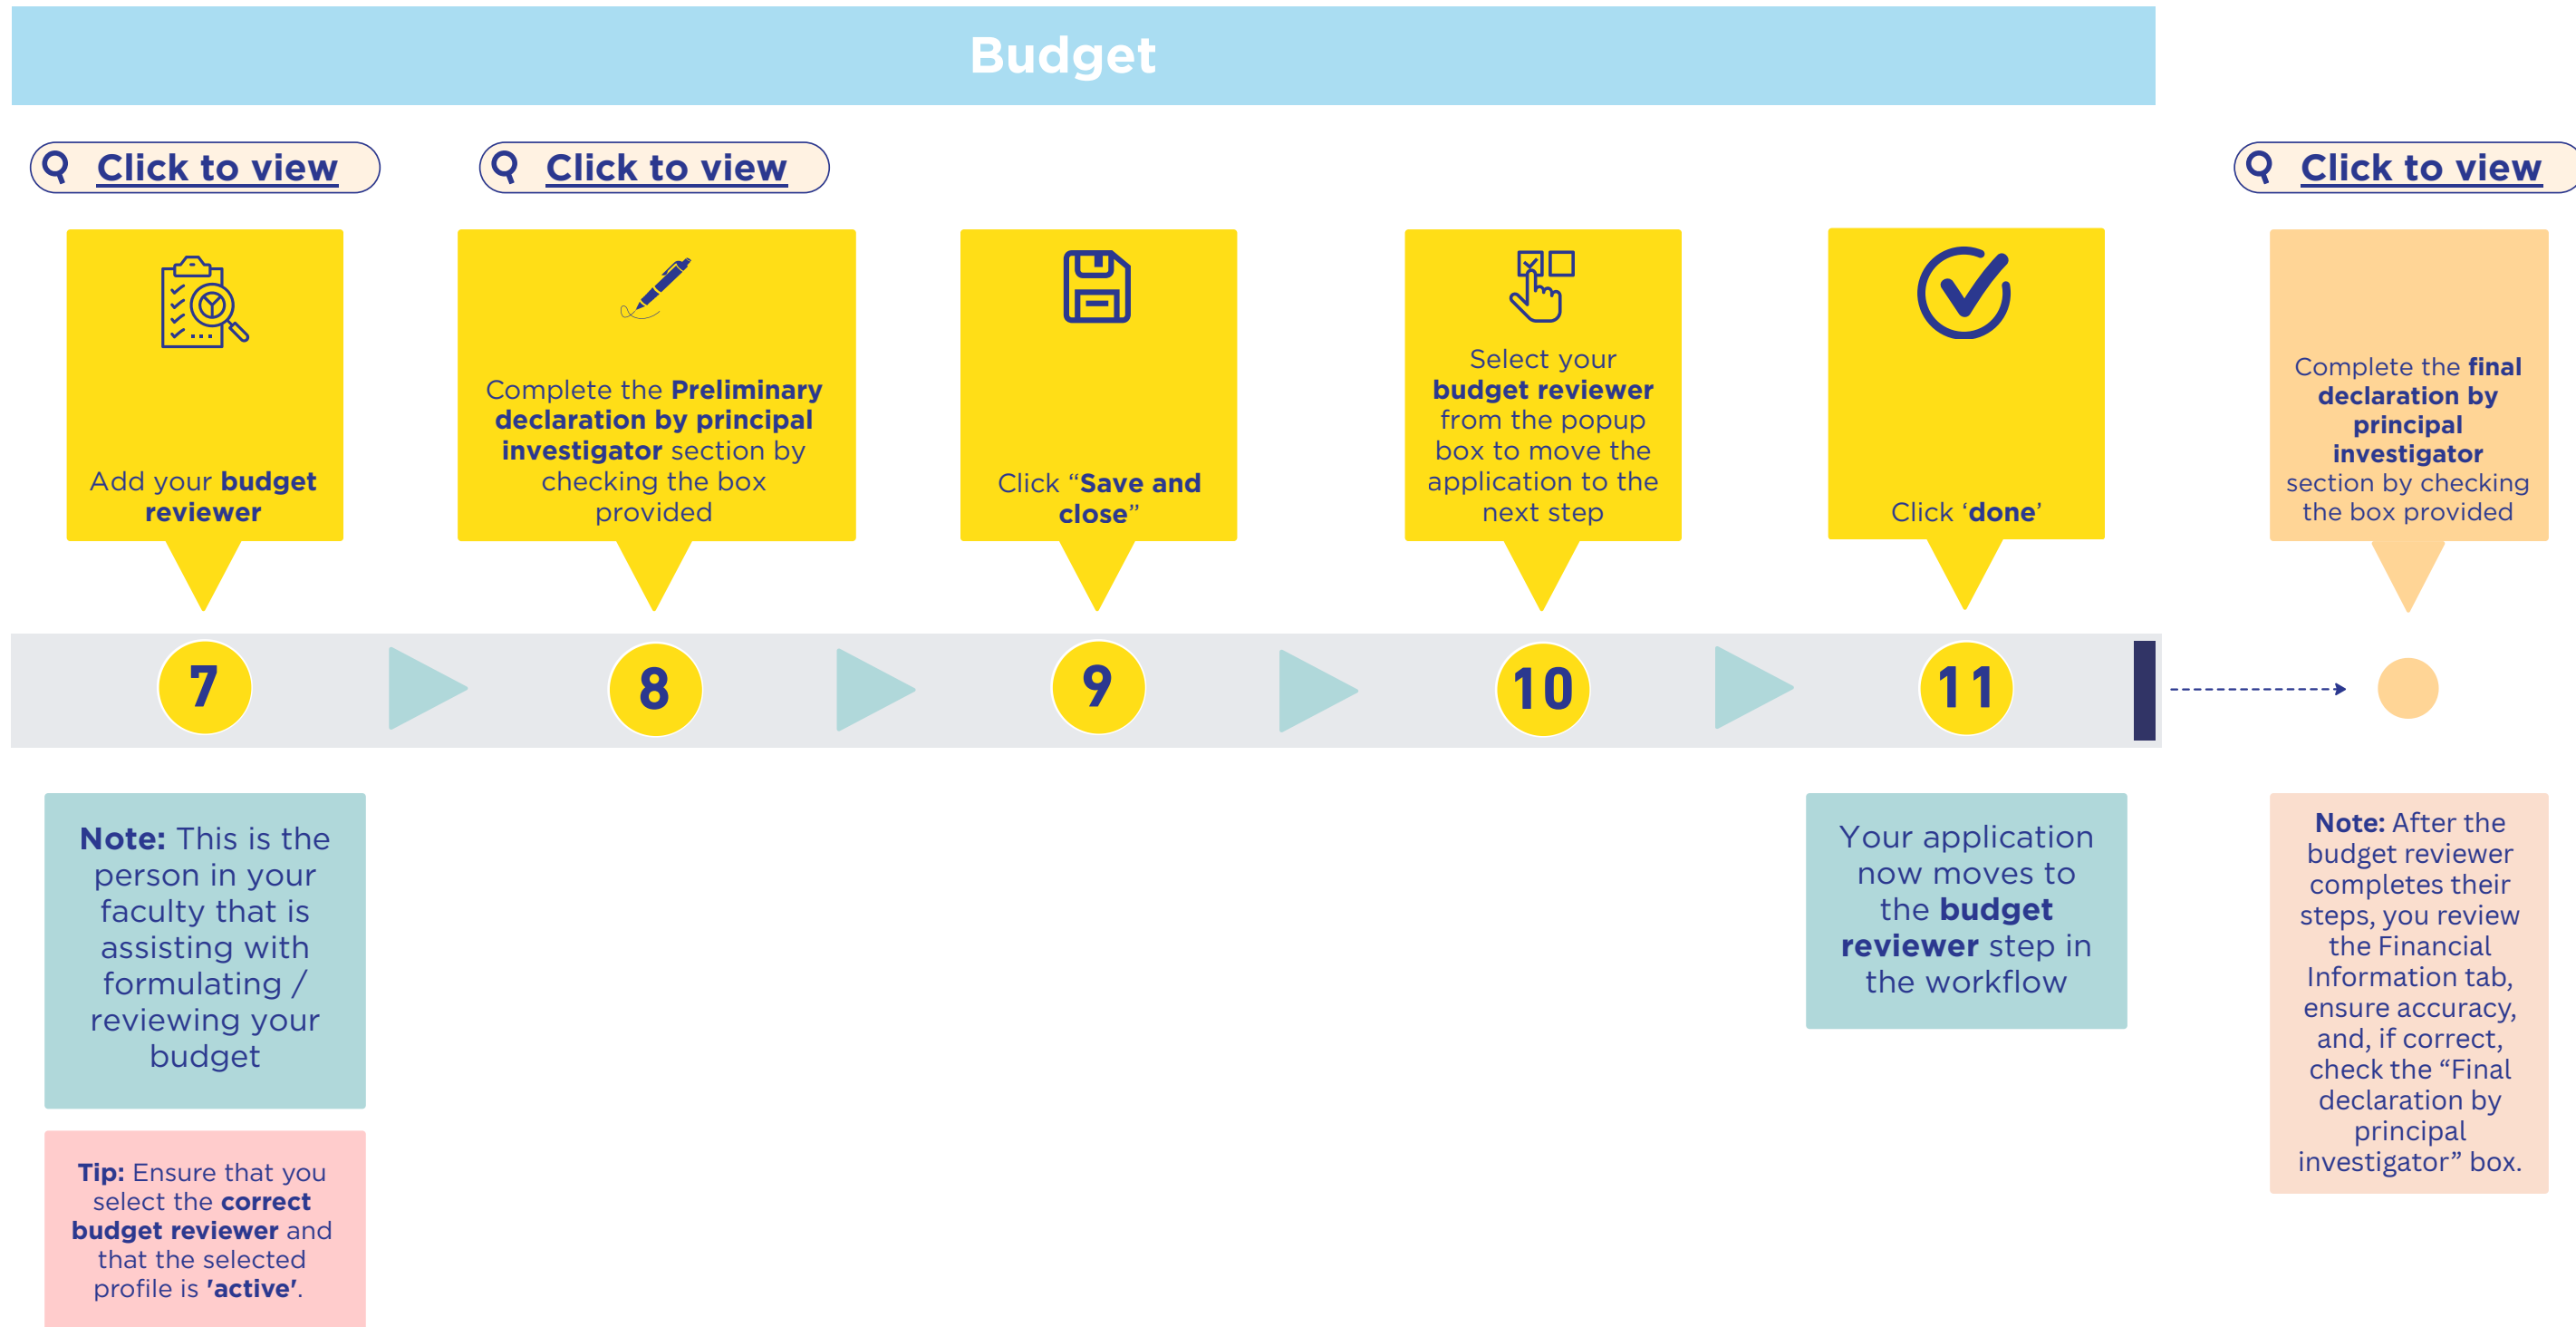 Budget
Click to view
Click to view
Click to view
Add your budget
reviewer
Complete the Preliminary
declaration by principal
investigator section by
checking the box
provided
Click “Save and
close”
Select your
budget reviewer
from the popup
box to move the
application to the
next step
Click ‘done’
Complete the final
declaration by
principal
investigator
section by checking
the box provided
7
8
9
10
11
Note: This is the
person in your
faculty that is
assisting with
formulating /
reviewing your
budget
Tip: Ensure that you
select the correct
budget reviewer and
that the selected
profile is 'active'.
Your application
now moves to
the budget
reviewer step in
the workflow
Note: After the
budget reviewer
completes their
steps, you review
the Financial
Information tab,
ensure accuracy,
and, if correct,
check the “Final
declaration by
principal
investigator” box.